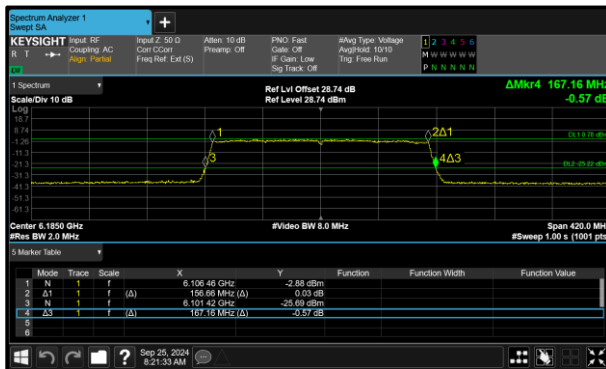 Spectrum Analyzer 1
Swept SA
+
KEYSIGHT Input: RF Input Z: 50 Ω Atten: 10 dB PNO: Fast #Avg Type: Voltage 1 2 3 4 5 6
R T Coupling: AC Corr CCorr Preamp: Off Gate: Off Avg|Hold: 10/10 M W W W W W
Align: Partial Freq Ref: Ext (S) IF Gain: Low Trig: Free Run
Sig Track: Off P N N N N N
1 Spectrum
Scale/Div 10 dB
Ref Lvl Offset 28.74 dB
Ref Level 28.74 dBm
ΔMkr4 167.16 MHz
-0.57 dB
Log
18.7
8.74
-1.26
-11.3
-21.3
-31.3
-41.3
-51.3
-61.3
1
2Δ1
3
4Δ3
DL1 0.78 dBm
DL2 -25.22 dBm
Center 6.1850 GHz #Video BW 8.0 MHz Span 420.0 MHz
#Res BW 2.0 MHz #Sweep 1.00 s (1001 pts)
5 Marker Table
Mode Trace Scale X Y Function Function Width Function Value
1 N 1 f 6.106 46 GHz -2.88 dBm
2 Δ1 1 f (Δ) 156.66 MHz (Δ) 0.03 dB
3 N 1 f 6.101 42 GHz -25.69 dBm
4 Δ3 1 f (Δ) 167.16 MHz (Δ) -0.57 dB
5
6
?
Sep 25, 2024
8:21:33 AM